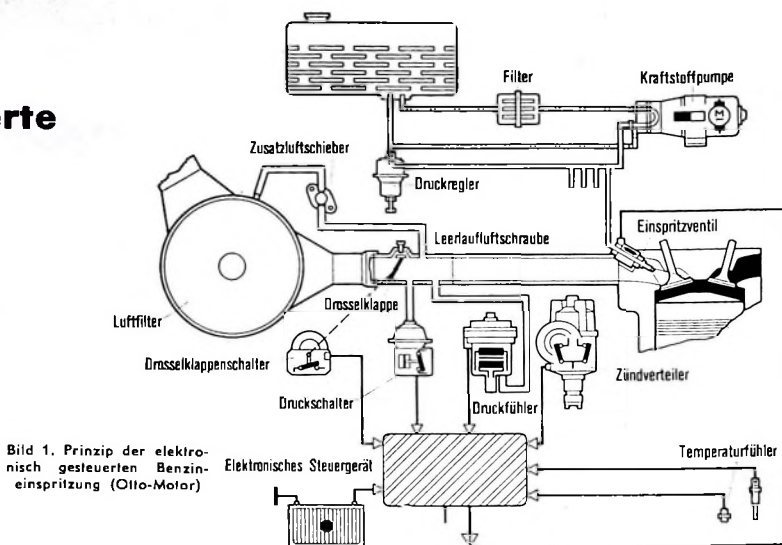 erte
Filter
Kraftstoffpumpe
Zusatzluftschieber
Druckregler
Leerlaufluftschraube
Einspritzventil
Luftfilter
Drosselklappe
Drosselklappenschalter
Druckschalter
Druckfühler
Zündverteiler
Bild 1. Prinzip der elektro-
nisch gesteuerten Benzin-
einspritzung (Otto-Motor)
Elektronisches Steuergerät
Temperaturfühler
M